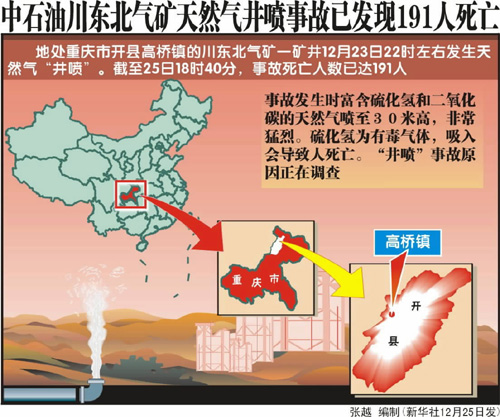 中石油川东北气矿天然气井喷事故已发现191人死亡
地处重庆市开县高桥镇的川东北气矿一矿井12月23日22时左右发生天
然气“井喷”。截至25日18时40分，事故死亡人数已达191人
事故发生时富含硫化氢和二氧化
碳的天然气喷至30米高，非常
猛烈。硫化氢为有毒气体，吸入
会导致人死亡。“井喷”事故原
因正在调查
高桥镇
重庆市
开
县
张越 编制(新华社12月25日发)